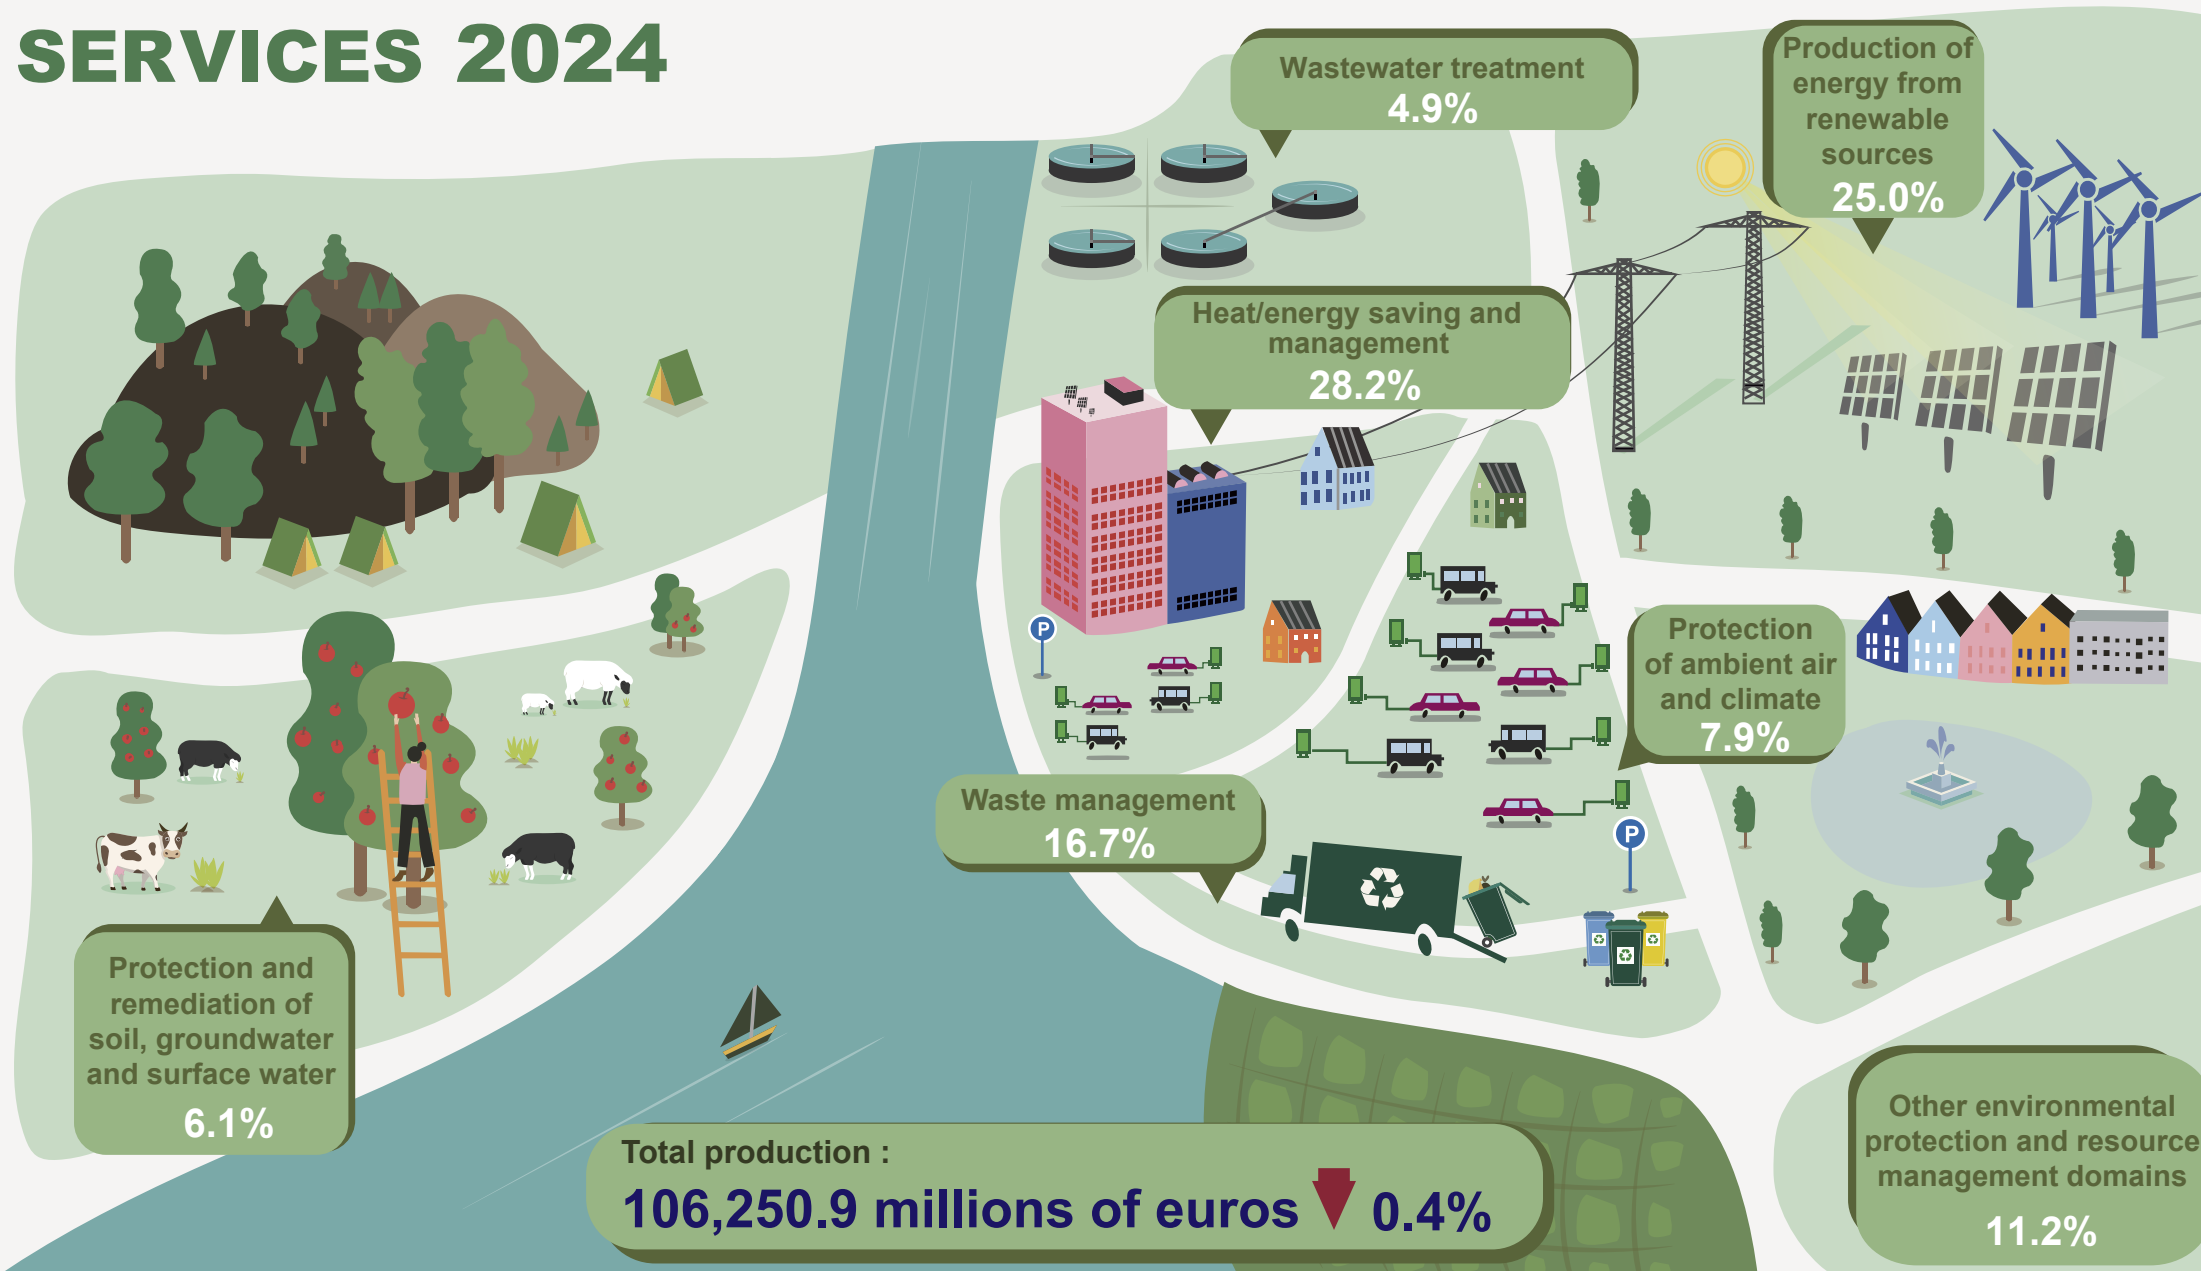 SERVICES 2024
Wastewater treatment
4.9%
Production of
energy from
renewable
sources
25.0%
Heat/energy saving and
management
28.2%
P
Protection
of ambient air
and climate
7.9%
Waste management
16.7%
P
Protection and
remediation of
soil, groundwater
and surface water
6.1%
Other environmental
protection and resource
management domains
11.2%
Total production :
106,250.9 millions of euros 0.4%